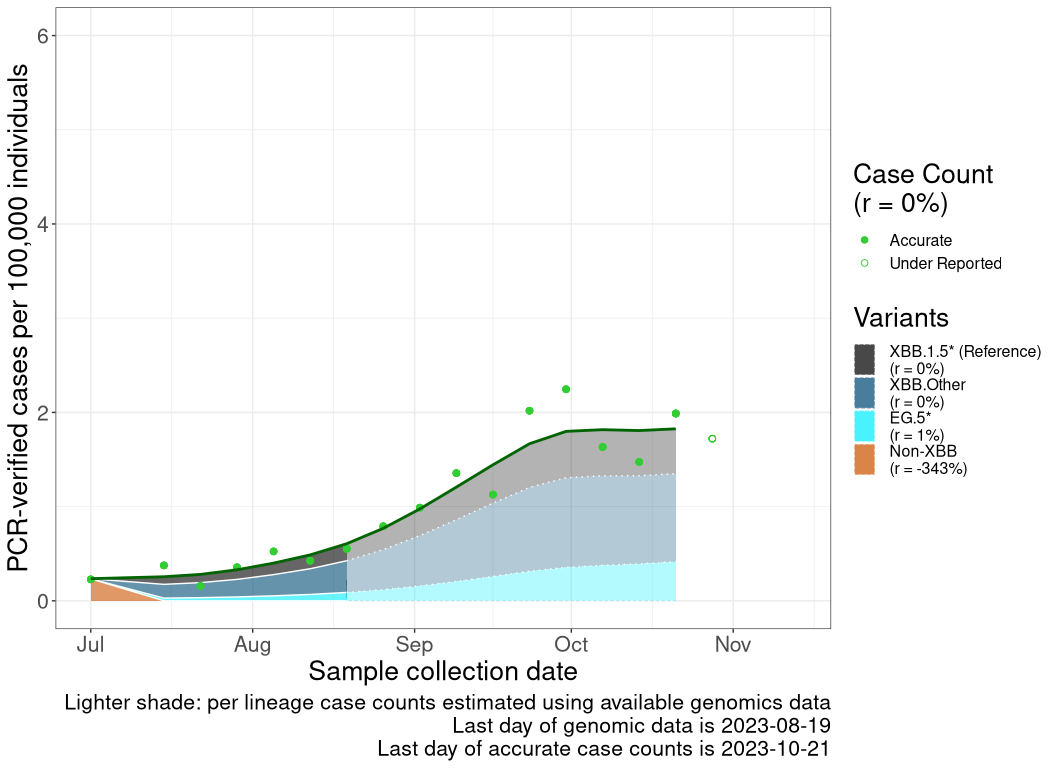 PCR-verified cases per 100,000 individuals
6
4
2
0
Jul Aug Sep Oct Nov
Sample collection date
Lighter shade: per lineage case counts estimated using available genomics data
Last day of genomic data is 2023-08-19
Last day of accurate case counts is 2023-10-21
Case Count
(r = 0%)
Accurate
Under Reported
Variants
XBB.1.5* (Reference)
(r = 0%)
XBB.Other
(r = 0%)
EG.5*
(r = 1%)
Non-XBB
(r = -343%)